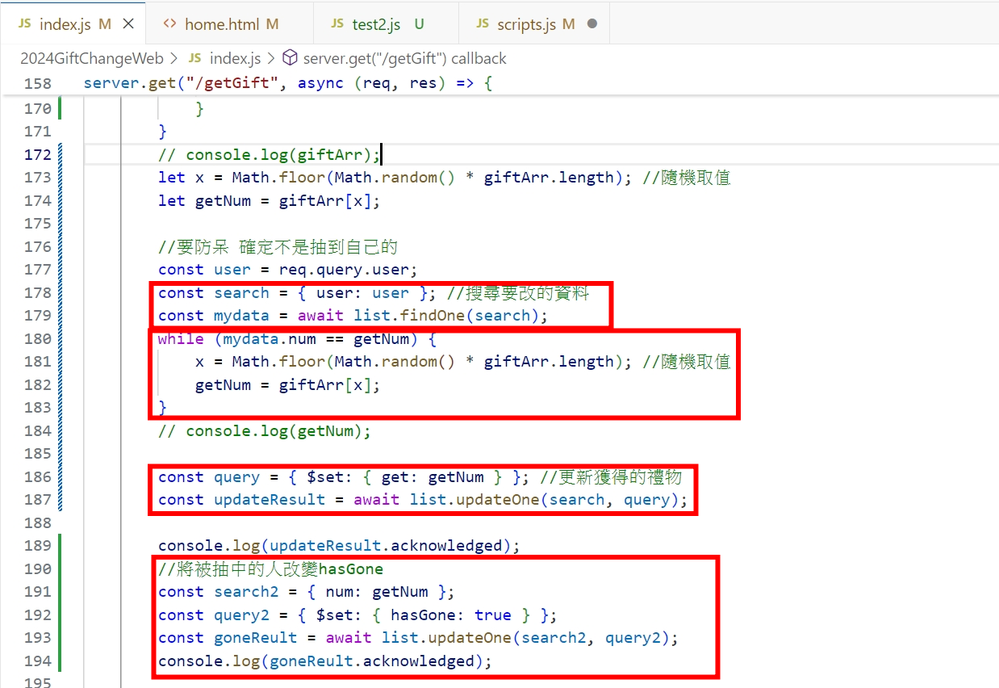 JS index.js M ×
<> home.html M
JS test2.js U
JS scripts.js M
2024GiftChangeWeb > JS index.js > server.get("/getGift") callback
158 server.get("/getGift", async (req, res) => {
170 }
171 }
172 // console.log(giftArr);
173 let x = Math.floor(Math.random() * giftArr.length); //隨機取值
174 let getNum = giftArr[x];
175
176 //要防呆 確定不是抽到自己的
177 const user = req.query.user;
178 const search = { user: user }; //搜尋要改的資料
179 const mydata = await list.findOne(search);
180 while (mydata.num == getNum) {
181 x = Math.floor(Math.random() * giftArr.length); //隨機取值
182 getNum = giftArr[x];
183 }
184 // console.log(getNum);
185
186 const query = { $set: { get: getNum } }; //更新獲得的禮物
187 const updateResult = await list.updateOne(search, query);
188
189 console.log(updateResult.acknowledged);
190 //將被抽中的人改變hasGone
191 const search2 = { num: getNum };
192 const query2 = { $set: { hasGone: true } };
193 const goneReult = await list.updateOne(search2, query2);
194 console.log(goneReult.acknowledged);
195